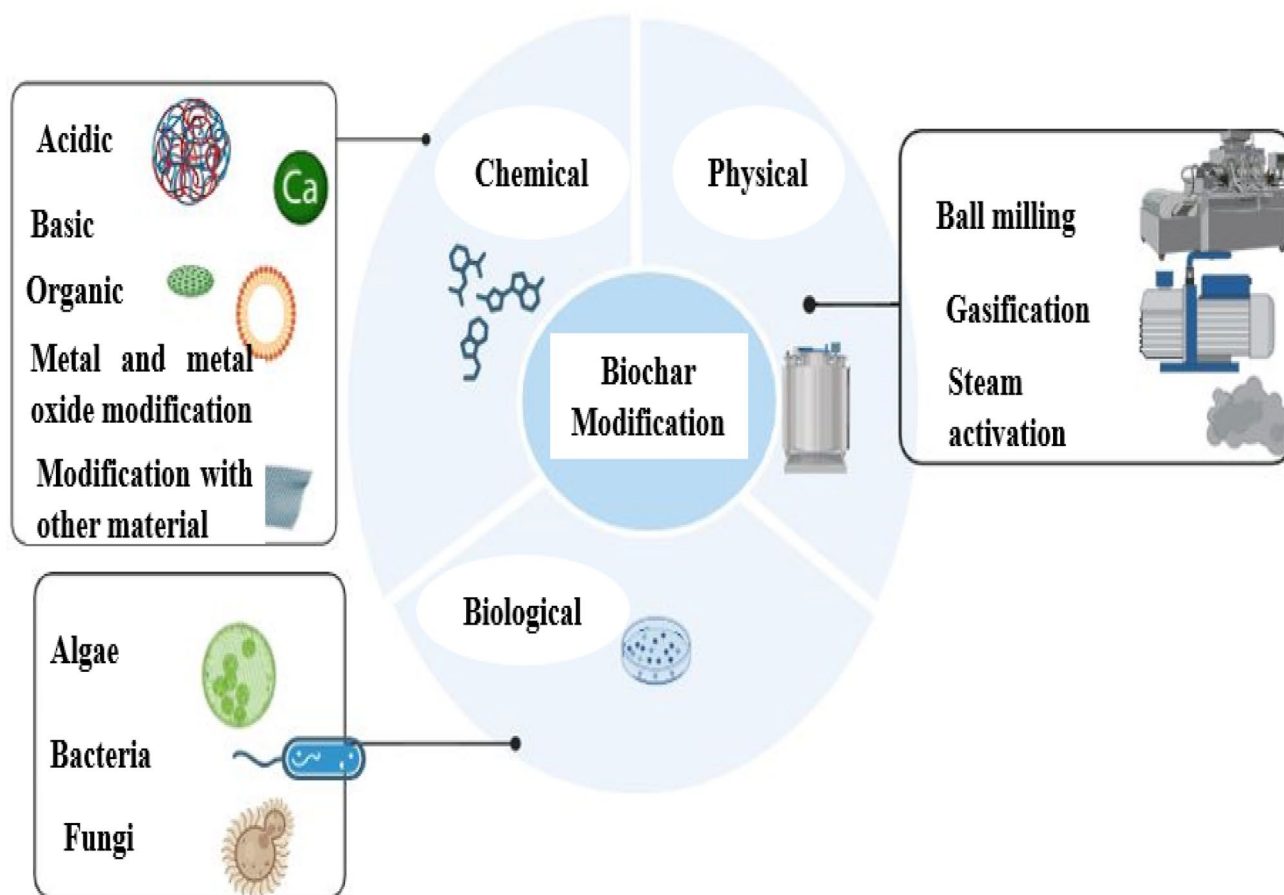 Chemical
Physical
Biochar
Modification
Biological
Acidic
Ca
Basic
Organic
Metal and metal
oxide modification
Modification with
other material
Ball milling
Gasification
Steam
activation
Algae
Bacteria
Fungi